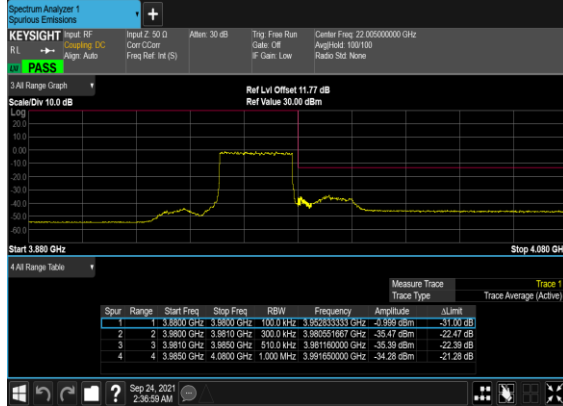 Spectrum Analyzer 1
Spurious Emissions
+
KEYSIGHT Input: RF Input Z: 50 Ω Atten: 30 dB Trig: Free Run Center Freq: 22.005000000 GHz
RL Coupling: DC Corr CCorr Gate: Off Avg|Hold: 100/100
Align: Auto Freq Ref: Int (S) IF Gain: Low Radio Std: None
PASS
3 All Range Graph
Ref Lvl Offset 11.77 dB
Scale/Div 10.0 dB Ref Value 30.00 dBm
Log
20.0
10.0
0.00
-10.0
-20.0
-30.0
-40.0
-50.0
-60.0
Start 3.880 GHz Stop 4.080 GH
4 All Range Table
Measure Trace Trace 1
Trace Type Trace Average (Active)
Spur Range Start Freq Stop Freq RBW Frequency Amplitude ΔLimit
1 1 3.8800 GHz 3.9800 GHz 100.0 kHz 3.952833333 GHz -0.999 dBm -31.00 dB
2 2 3.9800 GHz 3.9810 GHz 300.0 kHz 3.980551667 GHz -35.47 dBm -22.47 dB
3 3 3.9810 GHz 3.9850 GHz 510.0 kHz 3.981160000 GHz -35.39 dBm -22.39 dB
4 4 3.9850 GHz 4.0800 GHz 1.000 MHz 3.991650000 GHz -34.28 dBm -21.28 dB
? Sep 24, 2021
2:36:59 AM